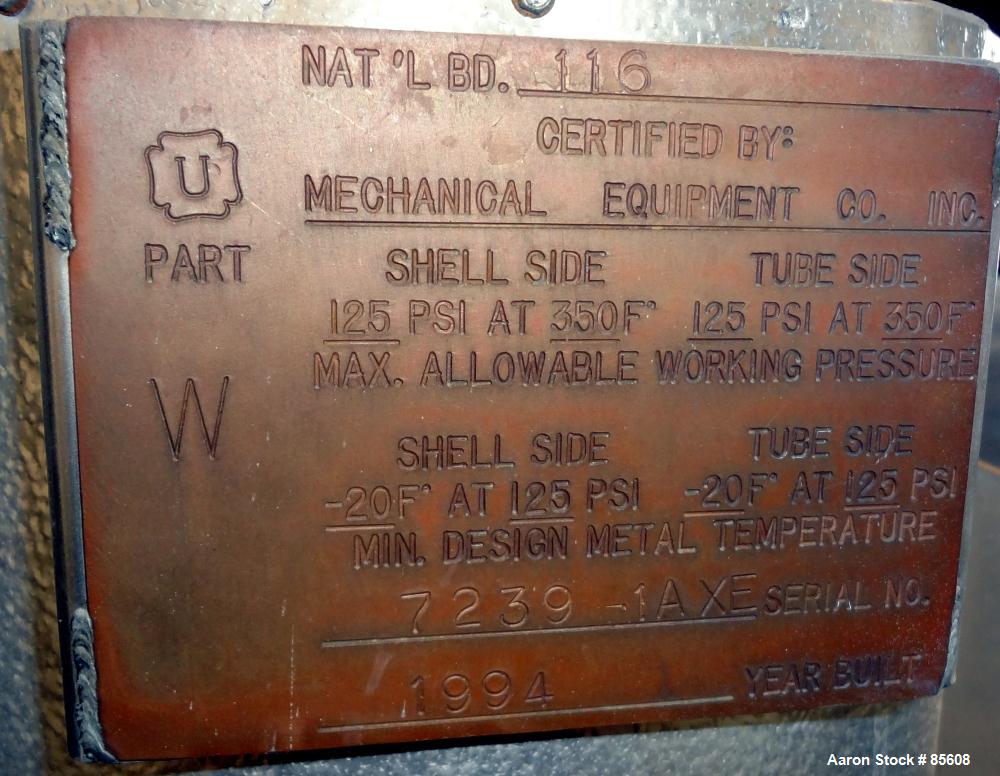 NAT'L BD. 116
U
CERTIFIED BY:
MECHANICAL EQUIPMENT CO. INC.
PART
SHELL SIDE TUBE SIDE
125 PSI AT 350F° 125 PSI AT 350F°
MAX. ALLOWABLE WORKING PRESSURE
W
SHELL SIDE TUBE SIDE
-20F° AT 125 PSI -20F° AT 125 PSI
MIN. DESIGN METAL TEMPERATURE
7239-1AXE SERIAL NO.
1994 YEAR BUILT
Aaron Stock # 85608